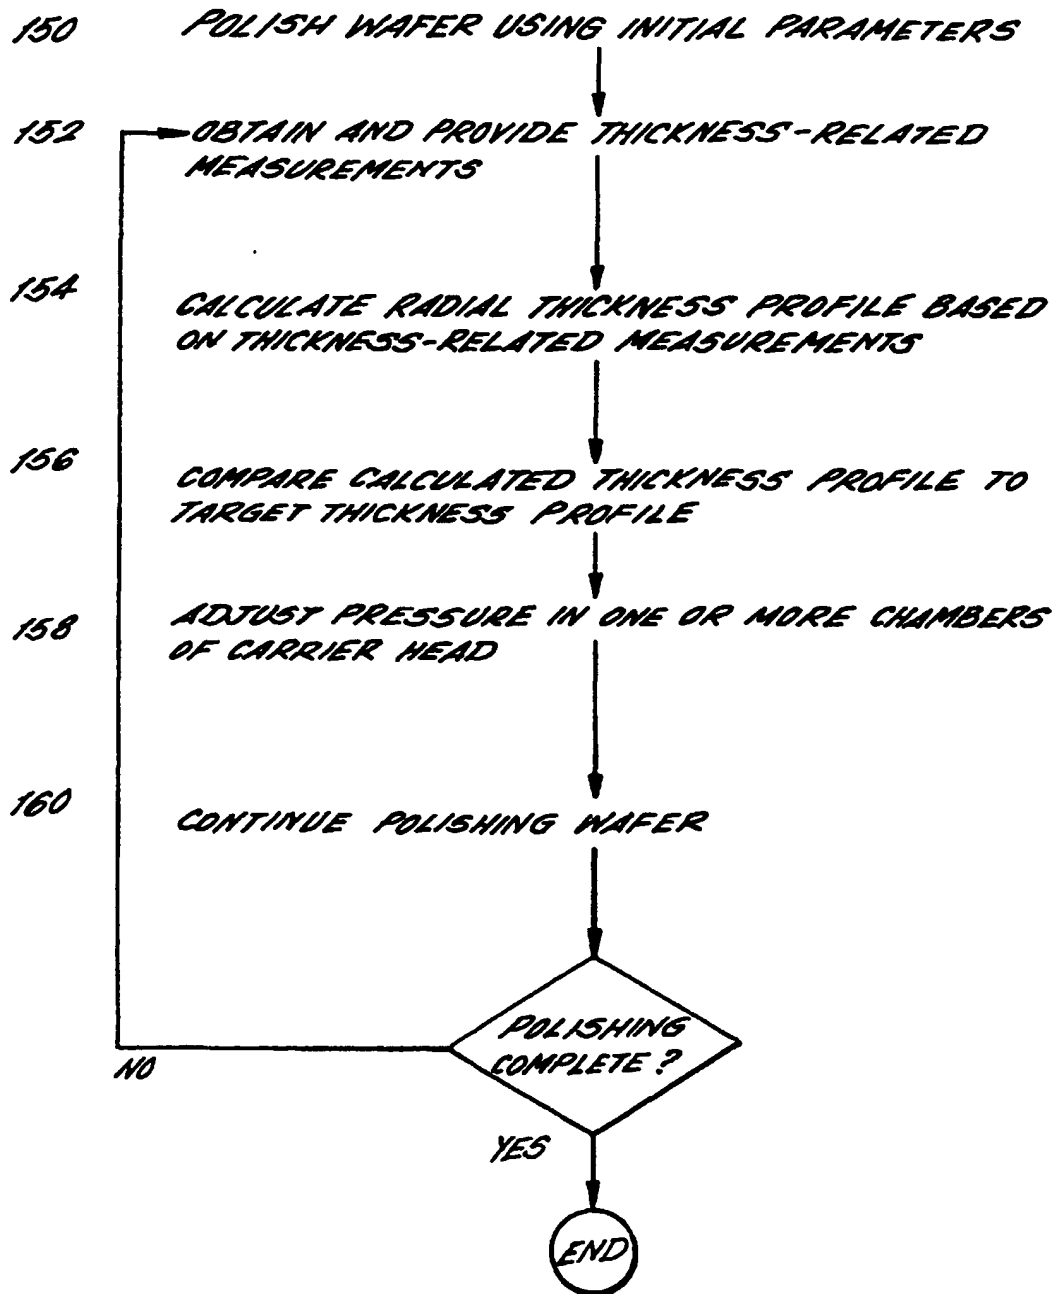 150 POLISH WAFER USING INITIAL PARAMETERS
152 OBTAIN AND PROVIDE THICKNESS-RELATED
MEASUREMENTS
154 CALCULATE RADIAL THICKNESS PROFILE BASED
ON THICKNESS-RELATED MEASUREMENTS
156 COMPARE CALCULATED THICKNESS PROFILE TO
TARGET THICKNESS PROFILE
158 ADJUST PRESSURE IN ONE OR MORE CHAMBERS
OF CARRIER HEAD
160 CONTINUE POLISHING WAFER
POLISHING
COMPLETE?
NO
YES
END